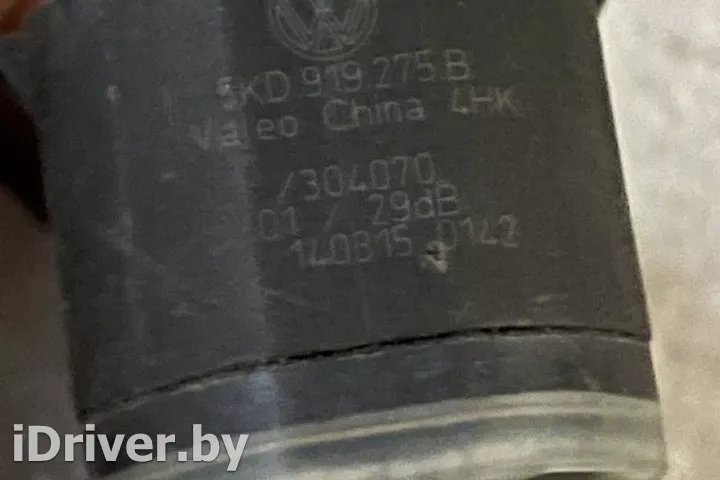 5KD 919 275 B
Valeo China 4HK
/304070
01 / 29dB
140815 0142
iDriver.by